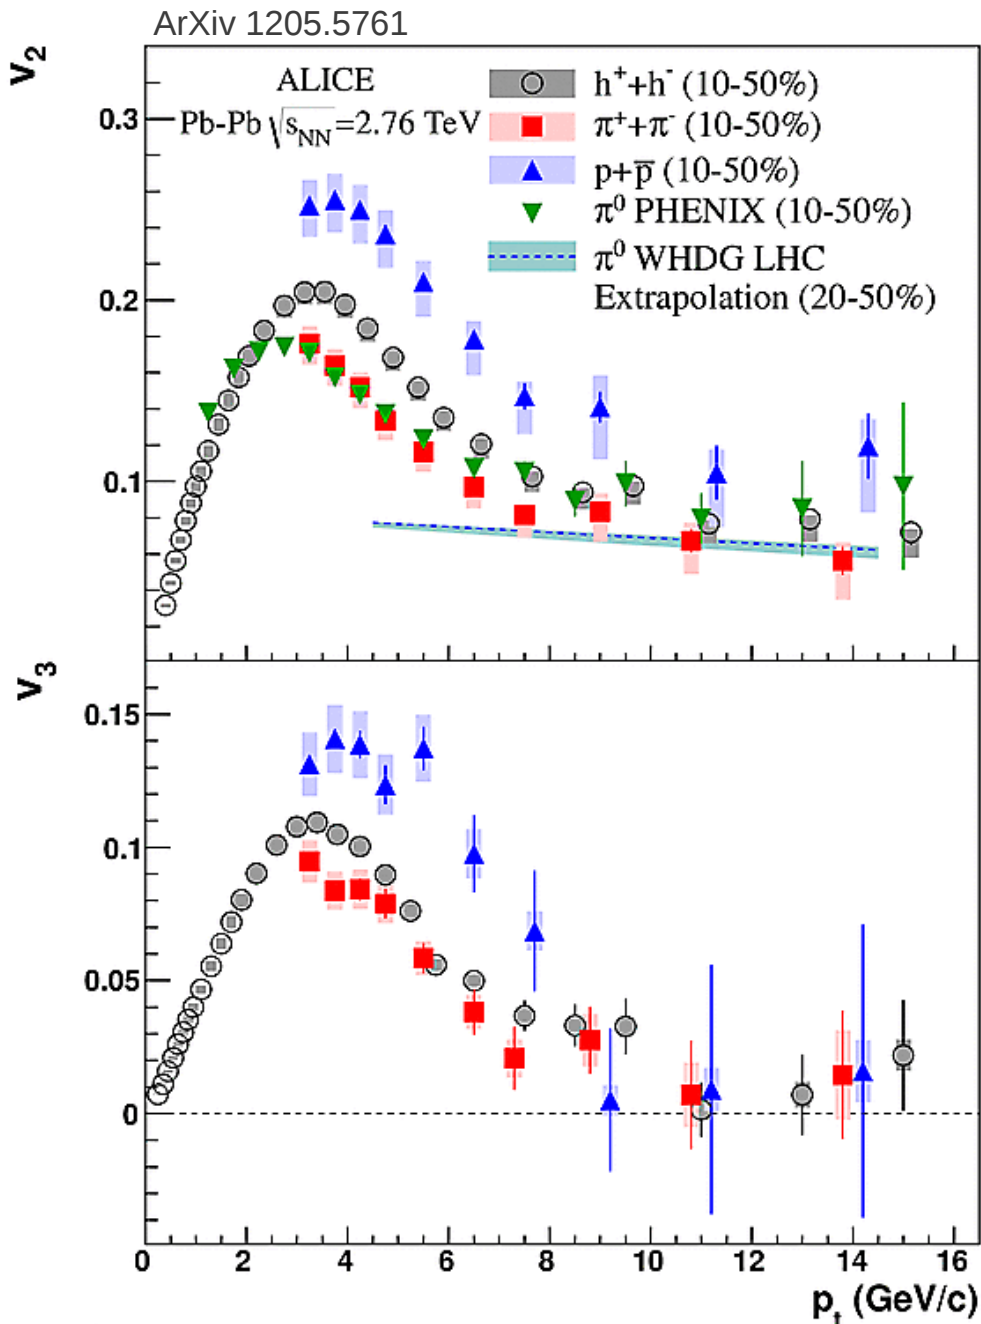 ArXiv 1205.5761
v₂
ALICE
Pb-Pb √sNN=2.76 TeV
h⁺+h⁻ (10-50%)
π⁺+π⁻ (10-50%)
p+p̅ (10-50%)
π⁰ PHENIX (10-50%)
π⁰ WHDG LHC
Extrapolation (20-50%)
0.3
0.2
0.1
v₃
0.15
0.1
0.05
0
0 2 4 6 8 10 12 14 16
pₜ (GeV/c)